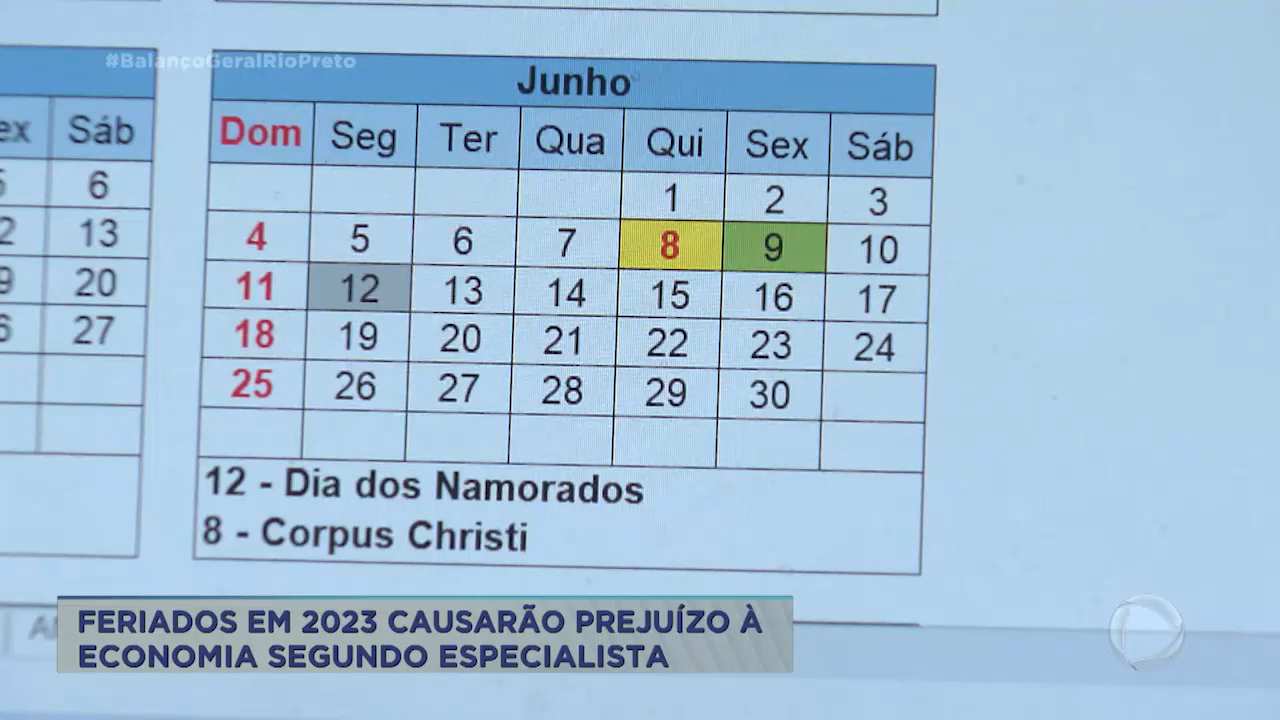 #BalançoGeralRioPreto
Sáb
6
13
20
27
Junho
Dom Seg Ter Qua Qui Sex Sáb
1 2 3
4 5 6 7 8 9 10
11 12 13 14 15 16 17
18 19 20 21 22 23 24
25 26 27 28 29 30
12 - Dia dos Namorados
8 - Corpus Christi
FERIADOS EM 2023 CAUSARÃO PREJUÍZO À
ECONOMIA SEGUNDO ESPECIALISTA